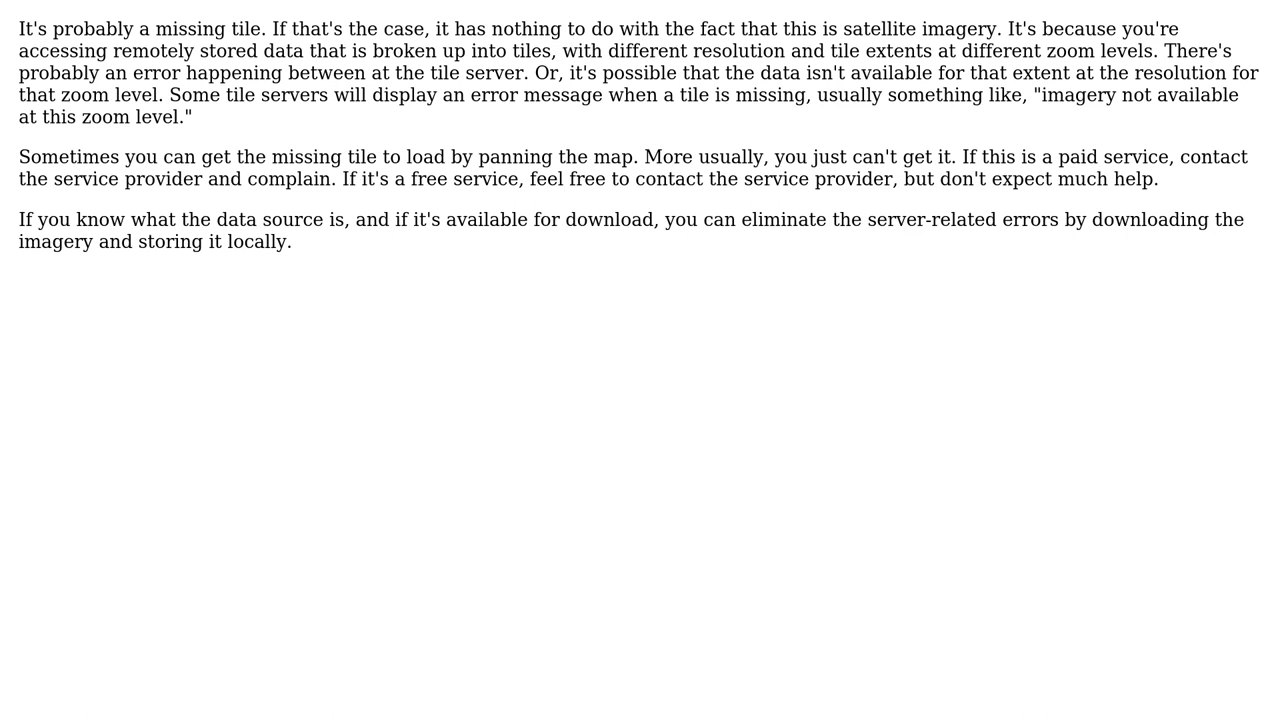 It's probably a missing tile. If that's the case, it has nothing to do with the fact that this is satellite imagery. It's because you're
accessing remotely stored data that is broken up into tiles, with different resolution and tile extents at different zoom levels. There's
probably an error happening between at the tile server. Or, it's possible that the data isn't available for that extent at the resolution for
that zoom level. Some tile servers will display an error message when a tile is missing, usually something like, "imagery not available
at this zoom level."
Sometimes you can get the missing tile to load by panning the map. More usually, you just can't get it. If this is a paid service, contact
the service provider and complain. If it's a free service, feel free to contact the service provider, but don't expect much help.
If you know what the data source is, and if it's available for download, you can eliminate the server-related errors by downloading the
imagery and storing it locally.